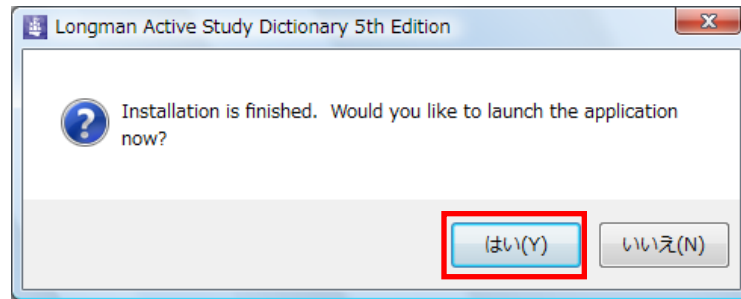 Longman Active Study Dictionary 5th Edition
Installation is finished.  Would you like to launch the application
now?
はい(Y) いいえ(N)